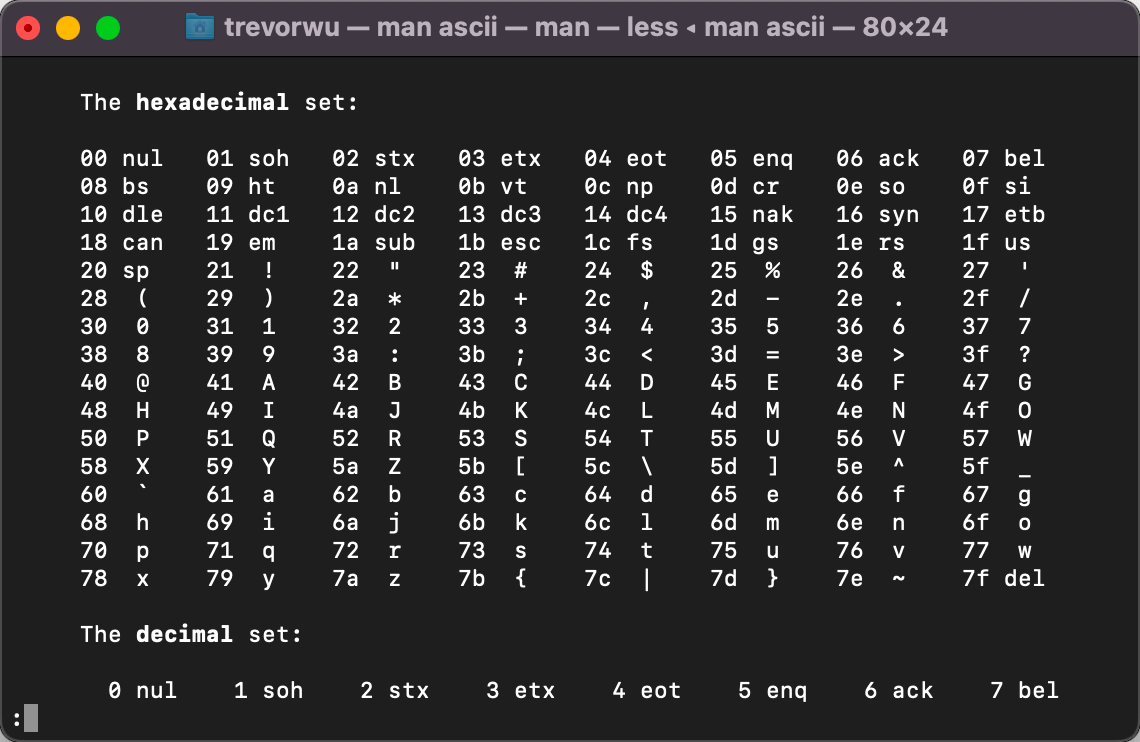 trevorwu — man ascii — man — less ◂ man ascii — 80×24
The hexadecimal set:
00 nul   01 soh   02 stx   03 etx   04 eot   05 enq   06 ack   07 bel
08 bs    09 ht    0a nl    0b vt    0c np    0d cr    0e so    0f si
10 dle   11 dc1   12 dc2   13 dc3   14 dc4   15 nak   16 syn   17 etb
18 can   19 em    1a sub   1b esc   1c fs    1d gs    1e rs    1f us
20 sp    21  !    22  "    23  #    24  $    25  %    26  &    27  '
28  (    29  )    2a  *    2b  +    2c  ,    2d  -    2e  .    2f  /
30  0    31  1    32  2    33  3    34  4    35  5    36  6    37  7
38  8    39  9    3a  :    3b  ;    3c  <    3d  =    3e  >    3f  ?
40  @    41  A    42  B    43  C    44  D    45  E    46  F    47  G
48  H    49  I    4a  J    4b  K    4c  L    4d  M    4e  N    4f  O
50  P    51  Q    52  R    53  S    54  T    55  U    56  V    57  W
58  X    59  Y    5a  Z    5b  [    5c  \    5d  ]    5e  ^    5f  _
60  `    61  a    62  b    63  c    64  d    65  e    66  f    67  g
68  h    69  i    6a  j    6b  k    6c  l    6d  m    6e  n    6f  o
70  p    71  q    72  r    73  s    74  t    75  u    76  v    77  w
78  x    79  y    7a  z    7b  {    7c  |    7d  }    7e  ~    7f del
The decimal set:
0 nul    1 soh    2 stx    3 etx    4 eot    5 enq    6 ack    7 bel
: